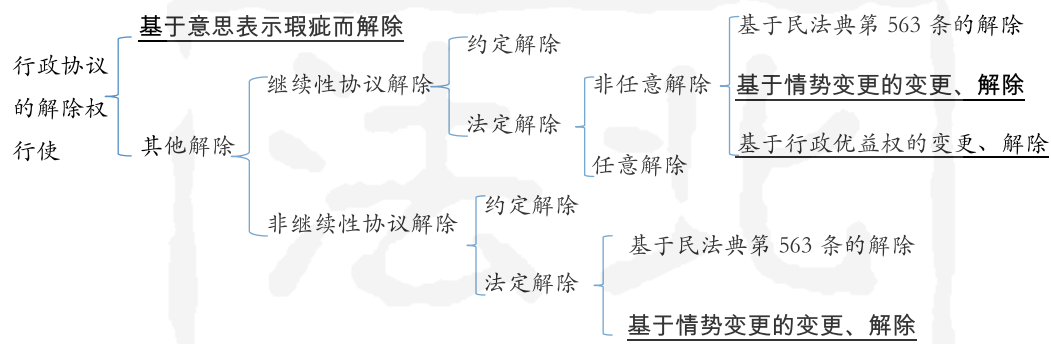 行政协议
的解除权
行使
基于意思表示瑕疵而解除
其他解除
继续性协议解除
约定解除
法定解除
非任意解除
基于民法典第 563 条的解除
基于情势变更的变更、解除
基于行政优益权的变更、解除
任意解除
非继续性协议解除
约定解除
法定解除
基于民法典第 563 条的解除
基于情势变更的变更、解除